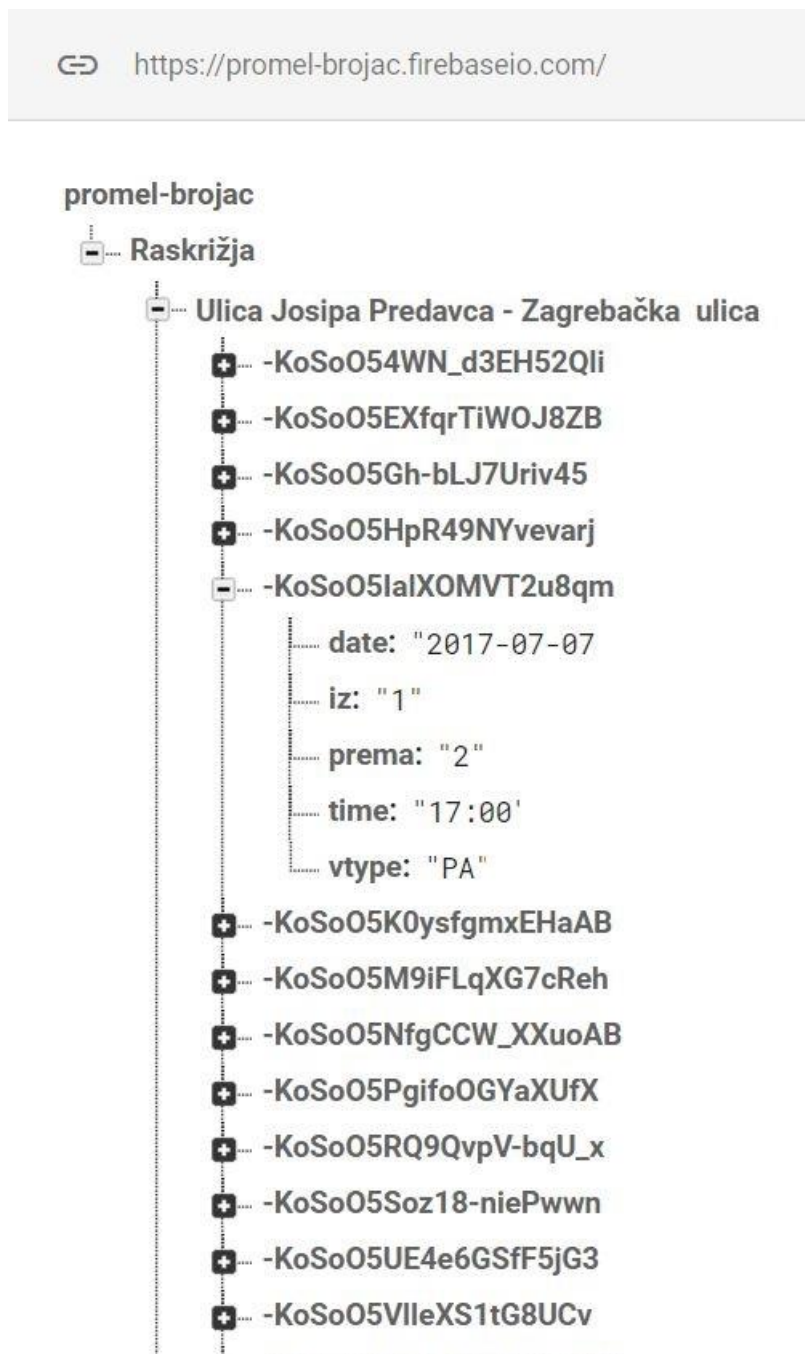 https://promel-brojac.firebaseio.com/
promel-brojac
Raskrižja
Ulica Josipa Predavca - Zagrebačka ulica
-KoSoO54WN_d3EH52Qli
-KoSoO5EXfqrTiWOJ8ZB
-KoSoO5Gh-bLJ7Uriv45
-KoSoO5HpR49NYvevarj
-KoSoO5IalXOMVT2u8qm
date: "2017-07-07
iz: "1"
prema: "2"
time: "17:00'
vtype: "PA"
-KoSoO5K0ysfgmxEHaAB
-KoSoO5M9iFLqXG7cReh
-KoSoO5NfgCCW_XXuoAB
-KoSoO5PgifoOGYaXUfX
-KoSoO5RQ9QvpV-bqU_x
-KoSoO5Soz18-niePwwn
-KoSoO5UE4e6GSfF5jG3
-KoSoO5VlleXS1tG8UCv